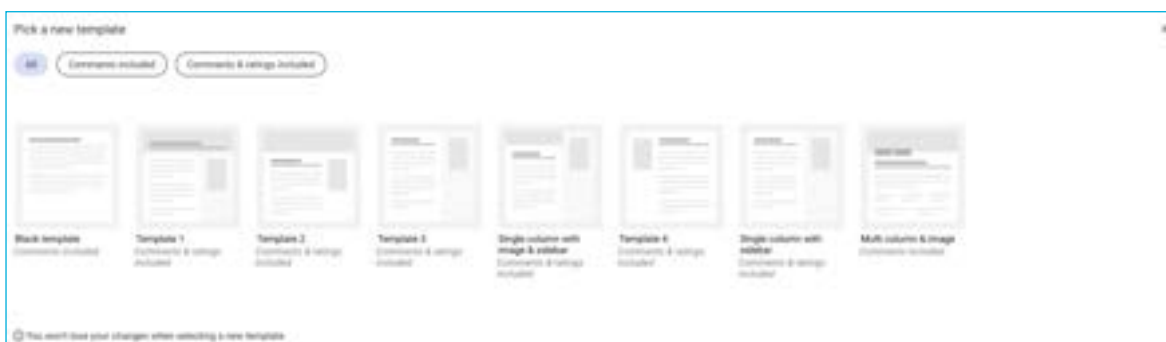 Pick a new template
All
Comments included
Comments & ratings included
Blank template
Comments included
Template 1
Comments & ratings
included
Template 2
Comments & ratings
included
Template 3
Comments & ratings
included
Single column with
image & sidebar
Comments & ratings
included
Template 4
Comments & ratings
included
Single column with
sidebar
Comments & ratings
included
Multi column & image
Comments included
You won't lose your changes when selecting a new template